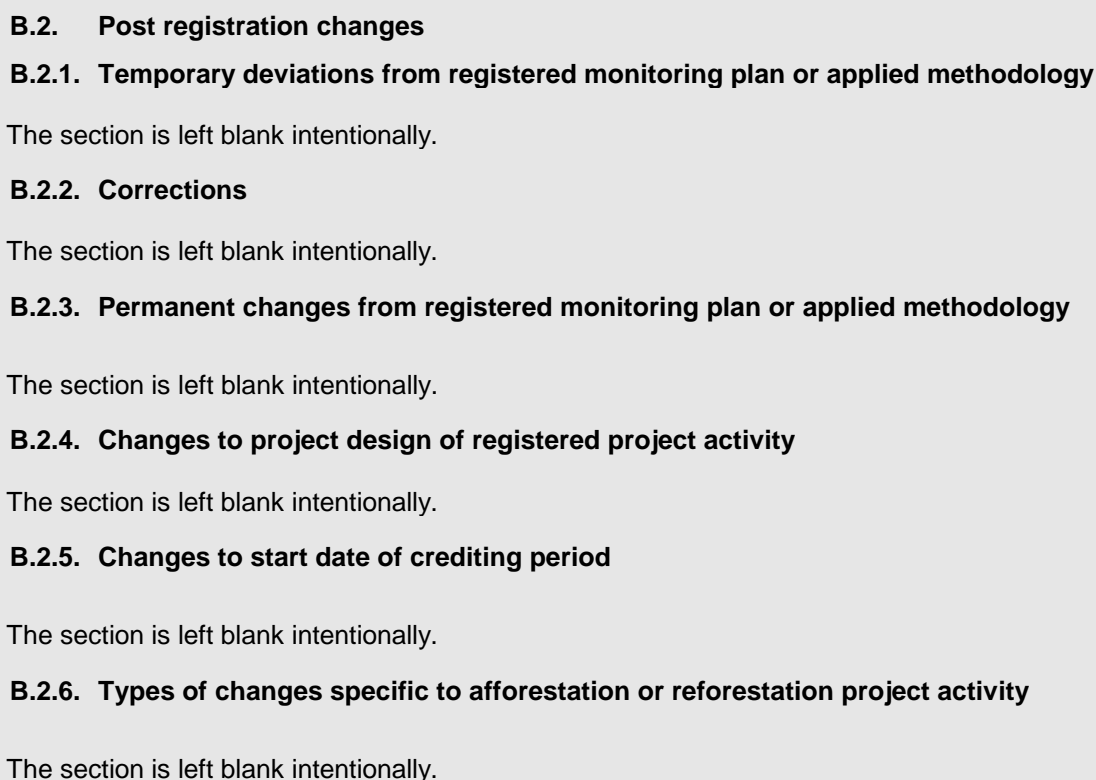 B.2. Post registration changes
B.2.1. Temporary deviations from registered monitoring plan or applied methodology
The section is left blank intentionally.
B.2.2. Corrections
The section is left blank intentionally.
B.2.3. Permanent changes from registered monitoring plan or applied methodology
The section is left blank intentionally.
B.2.4. Changes to project design of registered project activity
The section is left blank intentionally.
B.2.5. Changes to start date of crediting period
The section is left blank intentionally.
B.2.6. Types of changes specific to afforestation or reforestation project activity
The section is left blank intentionally.